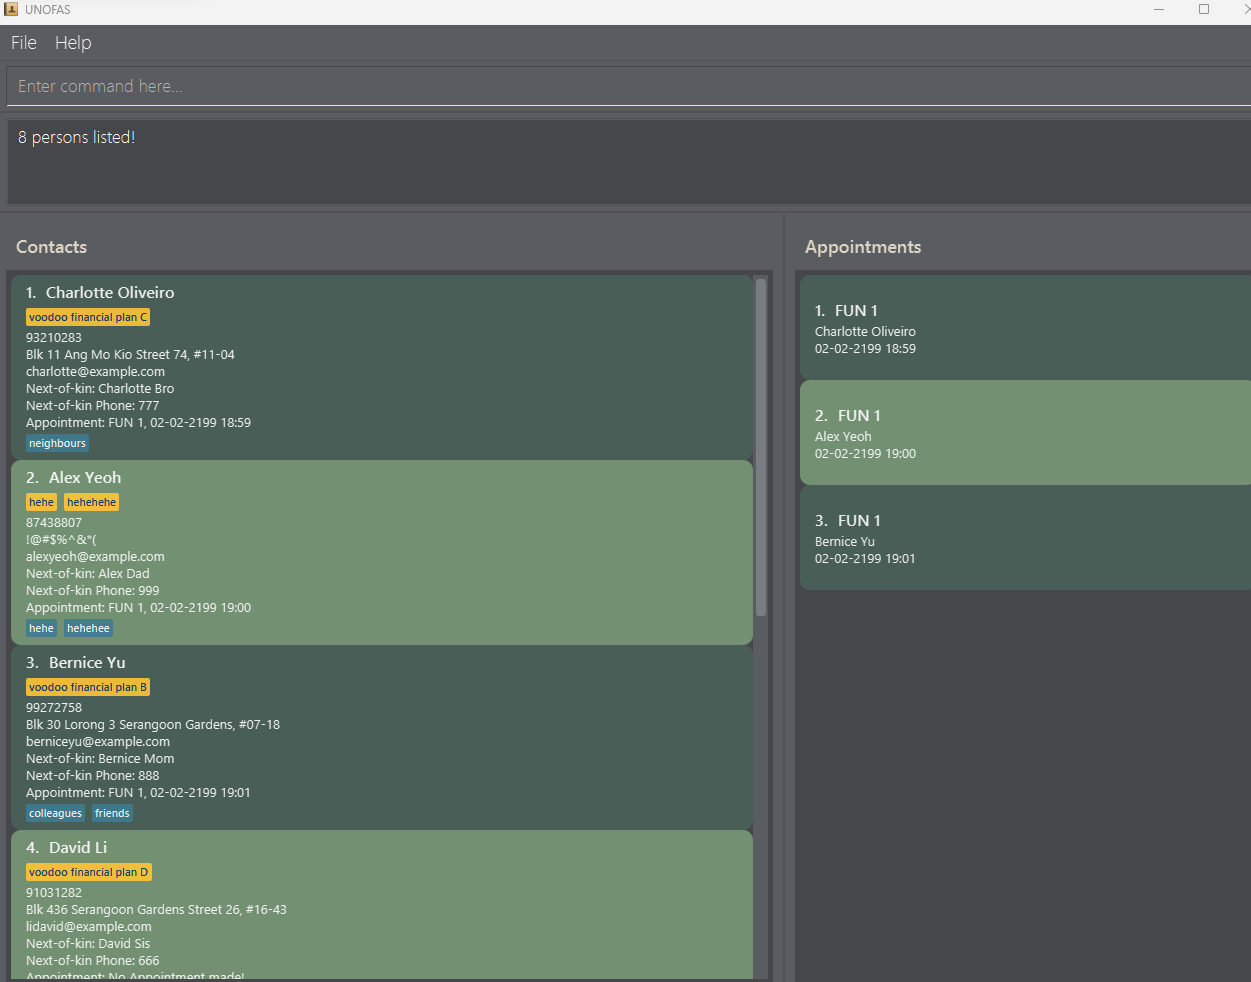 UNOFAS
File Help
Enter command here...
8 persons listed!
Contacts
1. Charlotte Oliveiro
voodoo financial plan C
93210283
Blk 11 Ang Mo Kio Street 74, #11-04
charlotte@example.com
Next-of-kin: Charlotte Bro
Next-of-kin Phone: 777
Appointment: FUN 1, 02-02-2199 18:59
neighbours
2. Alex Yeoh
hehe hehehehe
87438807
!@#$%^&*(
alexyeoh@example.com
Next-of-kin: Alex Dad
Next-of-kin Phone: 999
Appointment: FUN 1, 02-02-2199 19:00
hehe hehehee
3. Bernice Yu
voodoo financial plan B
99272758
Blk 30 Lorong 3 Serangoon Gardens, #07-18
berniceyu@example.com
Next-of-kin: Bernice Mom
Next-of-kin Phone: 888
Appointment: FUN 1, 02-02-2199 19:01
colleagues friends
4. David Li
voodoo financial plan D
91031282
Blk 436 Serangoon Gardens Street 26, #16-43
lidavid@example.com
Next-of-kin: David Sis
Next-of-kin Phone: 666
Appointment: No Appointment made!
Appointments
1. FUN 1
Charlotte Oliveiro
02-02-2199 18:59
2. FUN 1
Alex Yeoh
02-02-2199 19:00
3. FUN 1
Bernice Yu
02-02-2199 19:01